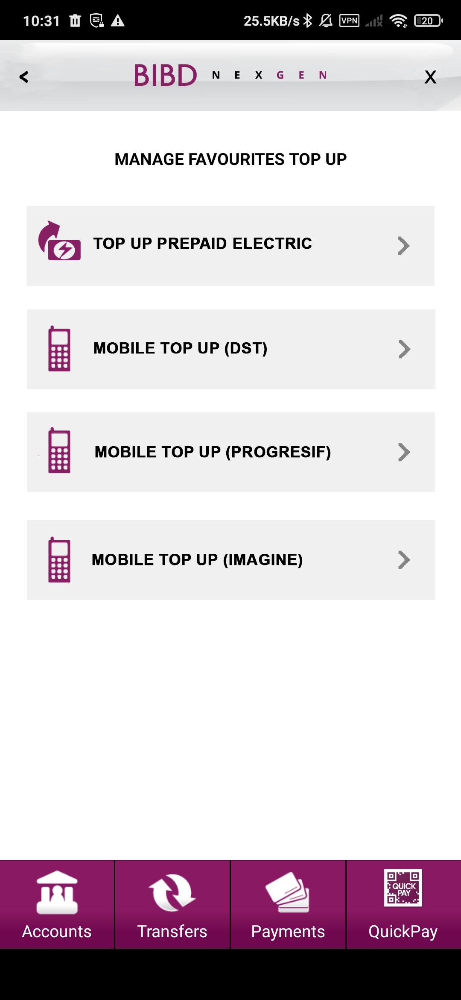 10:31 25.5KB/s VPN 20
< BIBD NEXGEN X
MANAGE FAVOURITES TOP UP
TOP UP PREPAID ELECTRIC
MOBILE TOP UP (DST)
MOBILE TOP UP (PROGRESIF)
MOBILE TOP UP (IMAGINE)
QUICK
PAY
Accounts Transfers Payments QuickPay